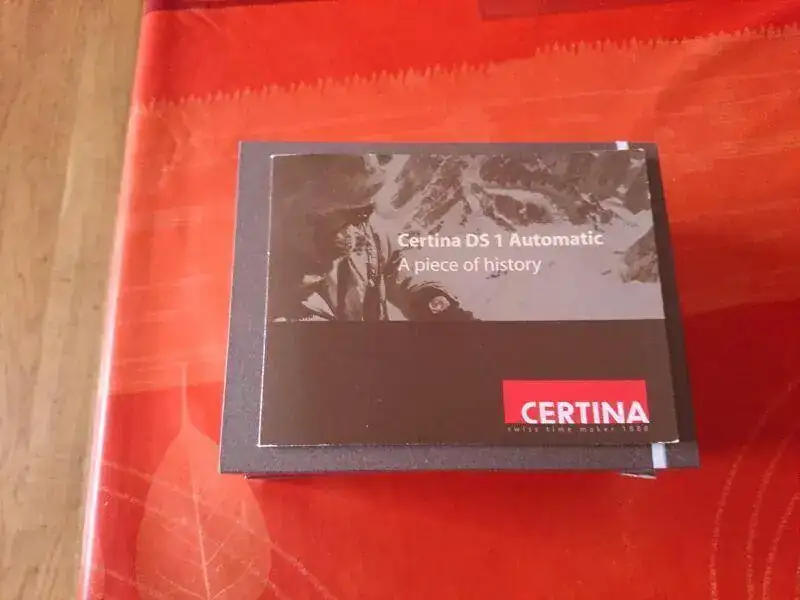 Certina DS 1 Automatic
A piece of history
CERTINA
swiss time maker 1888